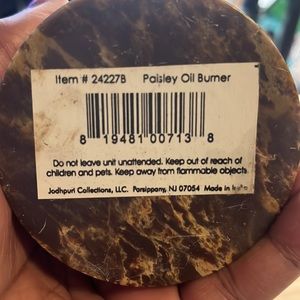 Item # 24227B Paisley Oil Burner
8 19481 00713 8
Do not leave unit unattended. Keep out of reach of
children and pets. Keep away from flammable objects.
Jodhpuri Collections, LLC. Parsippany, NJ 07054 Made in India